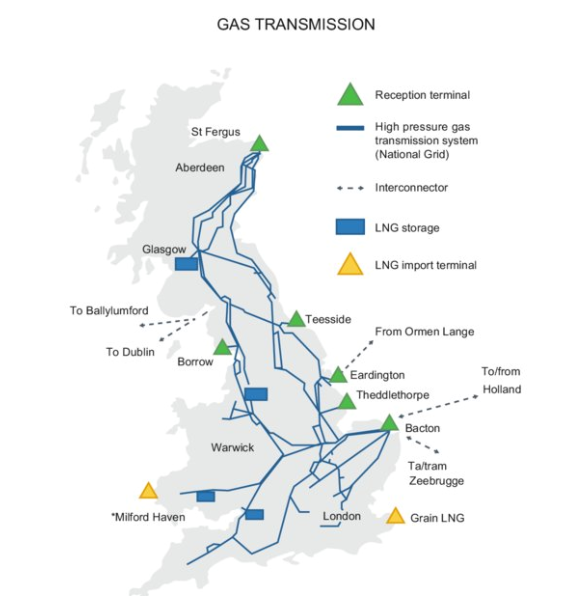 GAS TRANSMISSION
Reception terminal
High pressure gas
transmission system
(National Grid)
Interconnector
LNG storage
LNG import terminal
St Fergus
Aberdeen
Glasgow
To Ballylumford
To Dublin
Borrow
Teesside
From Ormen Lange
Eardington
Theddlethorpe
To/from
Holland
Bacton
Ta/tram
Zeebrugge
Warwick
*Milford Haven
London
Grain LNG